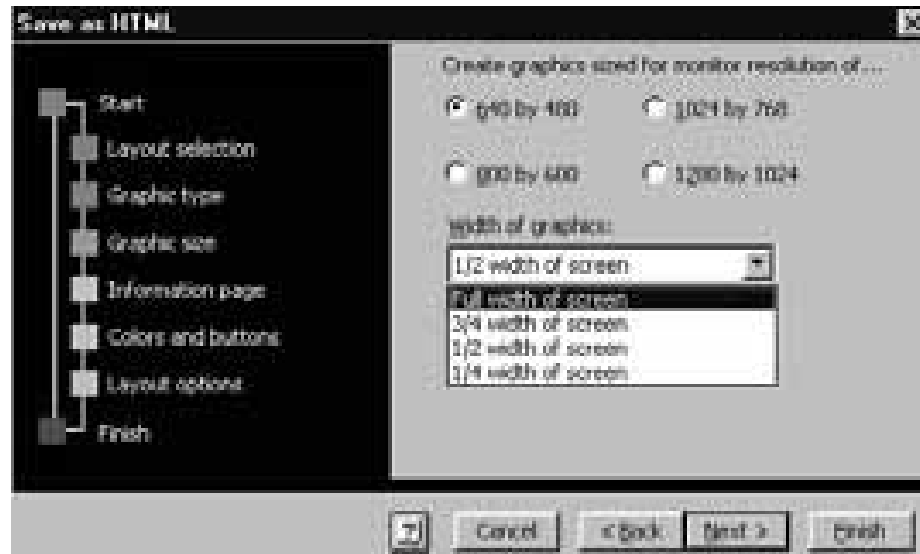 Save as HTML
Start
Layout selection
Graphic type
Graphic size
Information page
Colors and buttons
Layout options
Finish
Create graphics sized for monitor resolution of...
640 by 480
1024 by 768
800 by 600
1280 by 1024
Width of graphics:
1/2 width of screen
Full width of screen
3/4 width of screen
1/2 width of screen
1/4 width of screen
?
Cancel
< Back
Next >
Finish